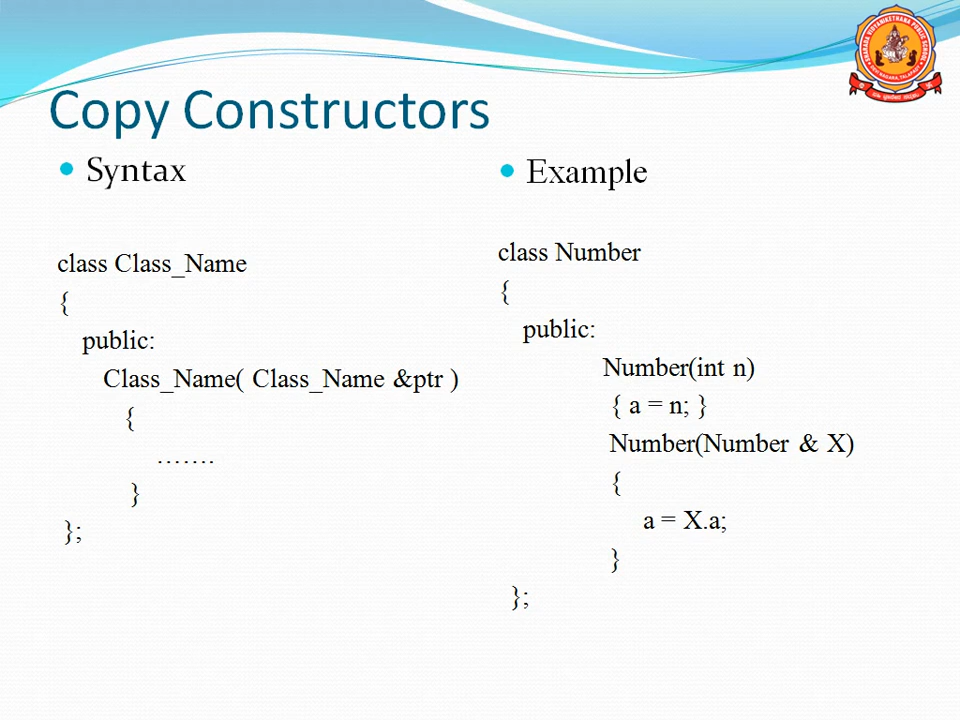 Copy Constructors
Syntax
class Class_Name
{
public:
Class_Name( Class_Name &ptr )
{
.......
}
};
Example
class Number
{
public:
Number(int n)
{ a = n; }
Number(Number & X)
{
a = X.a;
}
};